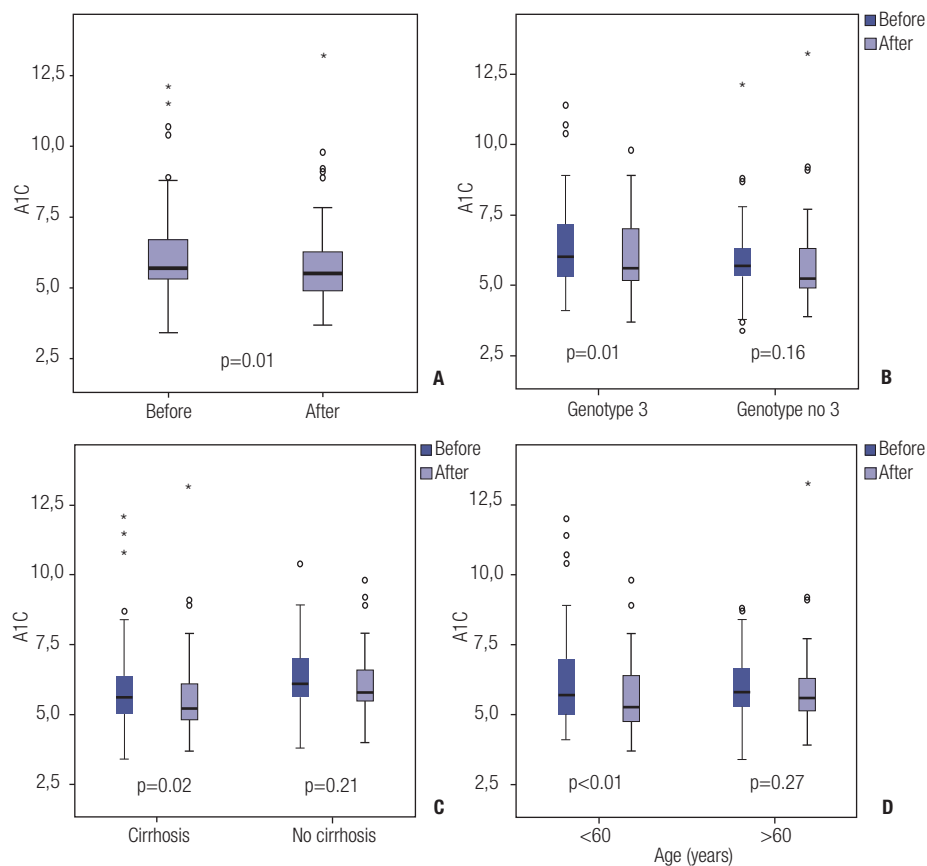 12,5
10,0
7,5
5,0
2,5
A1C
*
*
*
p=0.01
Before
After
A
Before
After
12,5
10,0
7,5
5,0
2,5
A1C
*
*
p=0.01
p=0.16
Genotype 3
Genotype no 3
B
Before
After
12,5
10,0
7,5
5,0
2,5
A1C
*
*
*
*
p=0.02
p=0.21
Cirrhosis
No cirrhosis
C
Before
After
12,5
10,0
7,5
5,0
2,5
A1C
*
p<0.01
p=0.27
<60
>60
Age (years)
D